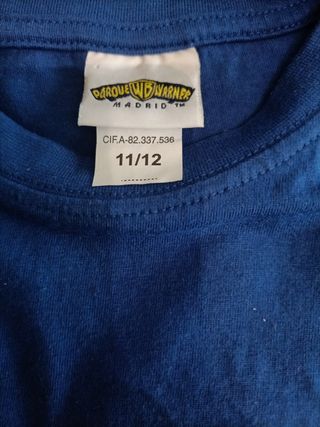 PARQUE WB WARNER
MADRID ™
CIF.A-82.337.536
11/12